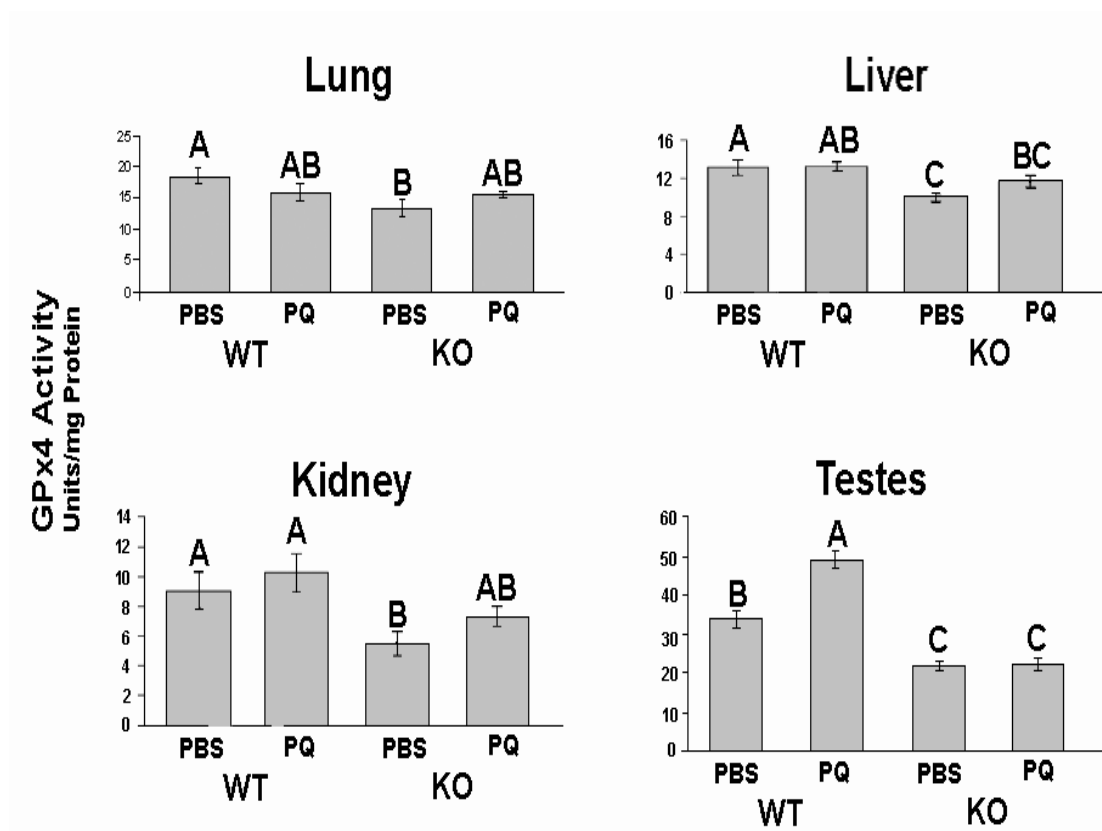 Lung
25
20
15
10
5
0
A
AB
B
AB
PBS PQ PBS PQ
WT KO
Liver
16
12
8
4
0
A
AB
C
BC
PBS PQ PBS PQ
WT KO
GPx4 Activity
Units/mg Protein
Kidney
14
12
10
8
6
4
2
0
A
A
B
AB
PBS PQ PBS PQ
WT KO
Testes
60
50
40
30
20
10
0
B
A
C
C
PBS PQ PBS PQ
WT KO